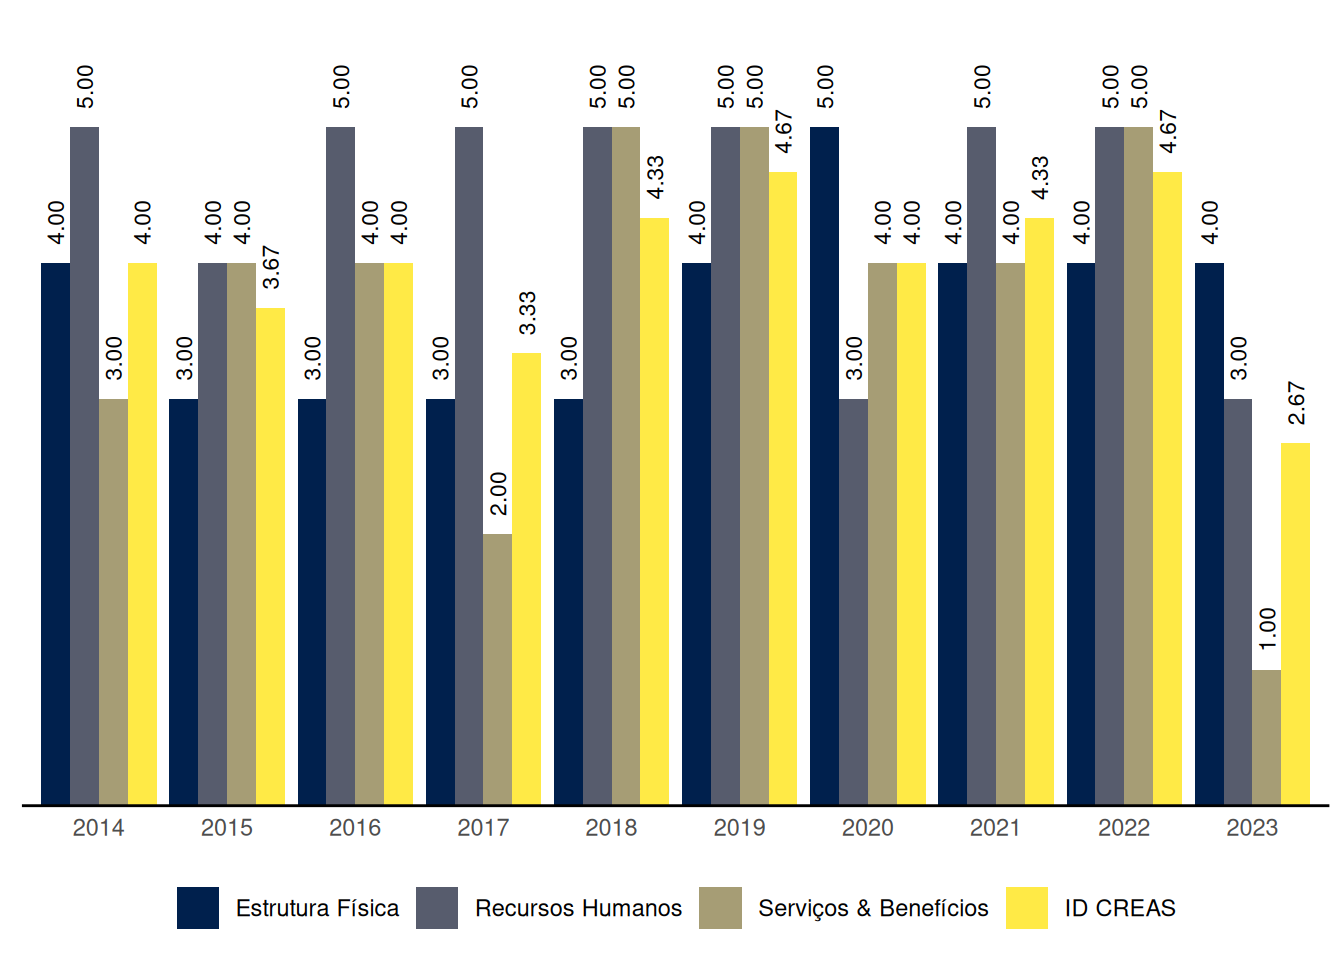 4.00 5.00 3.00 4.00
3.00 4.00 4.00 3.67
3.00 5.00 4.00 4.00
3.00 5.00 2.00 3.33
3.00 5.00 5.00 4.33
4.00 5.00 5.00 4.67
5.00 3.00 4.00 4.00
4.00 5.00 4.00 4.33
4.00 5.00 5.00 4.67
4.00 3.00 1.00 2.67
2014 2015 2016 2017 2018 2019 2020 2021 2022 2023
Estrutura Física Recursos Humanos Serviços & Benefícios ID CREAS